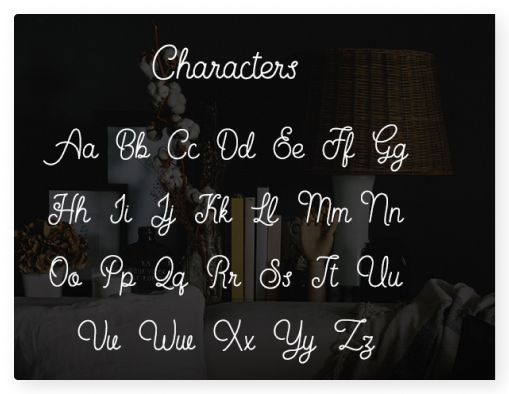 Characters
Aa Bb Cc Dd Ee Ff Gg
Hh Ii Jj Kk Ll Mm Nn
Oo Pp Qq Rr Ss Tt Uu
Vv Ww Xx Yy Zz